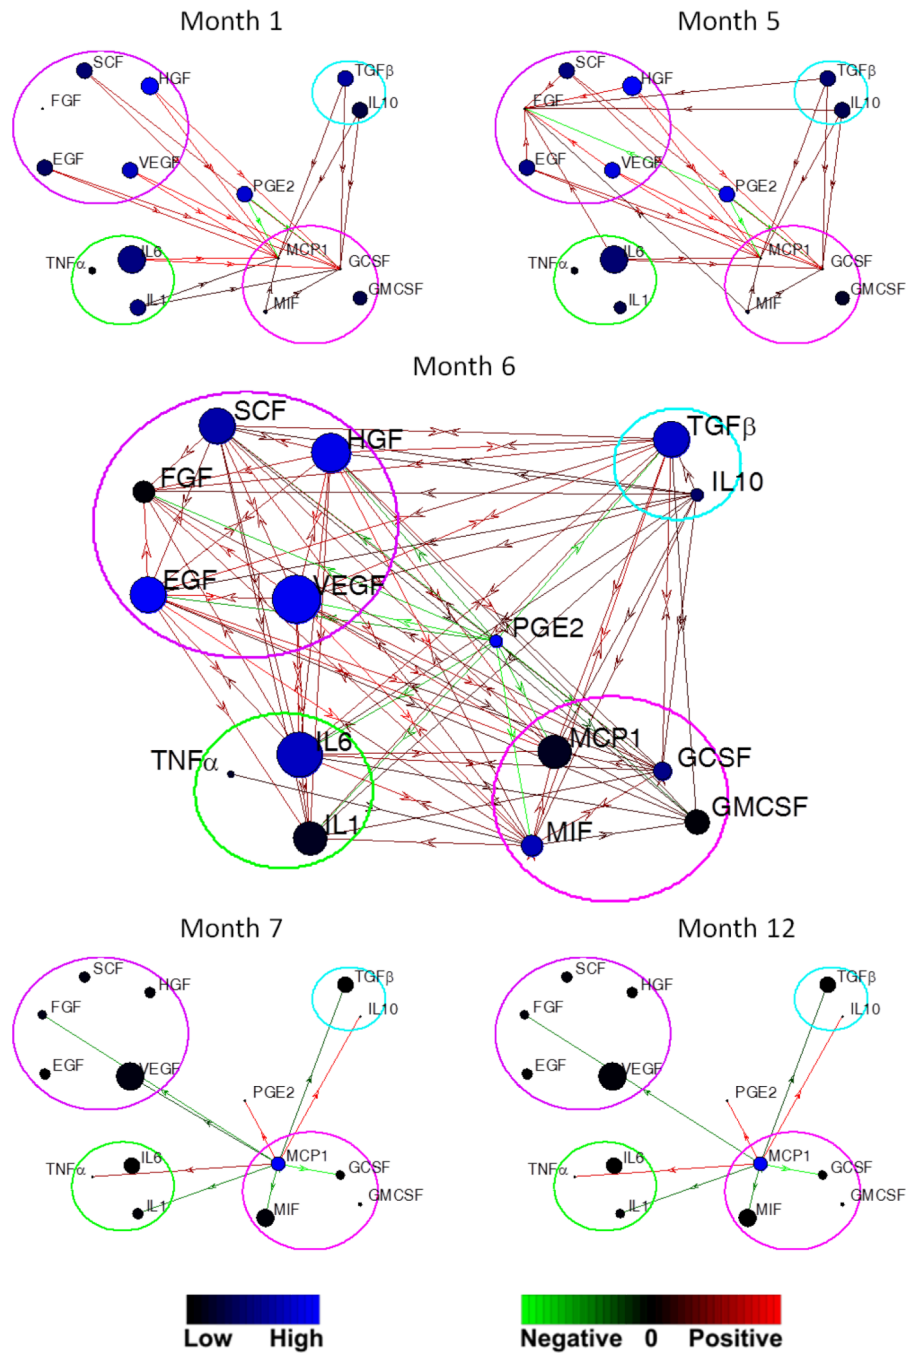 Month 1
SCF
HGF
FGF
EGF
VEGF
TGFβ
IL10
PGE2
TNFα
IL6
IL1
MCP1
GCSF
MIF
GMCSF
Month 5
SCF
HGF
FGF
EGF
VEGF
TGFβ
IL10
PGE2
TNFα
IL6
IL1
MCP1
GCSF
MIF
GMCSF
Month 6
SCF
HGF
FGF
EGF
VEGF
TGFβ
IL10
PGE2
TNFα
IL6
IL1
MCP1
GCSF
GMCSF
MIF
Month 7
SCF
HGF
FGF
EGF
VEGF
TGFβ
IL10
PGE2
TNFα
IL6
IL1
MCP1
GCSF
GMCSF
MIF
Month 12
SCF
HGF
FGF
EGF
VEGF
TGFβ
IL10
PGE2
TNFα
IL6
IL1
MCP1
GCSF
GMCSF
MIF
Low High
Negative 0 Positive